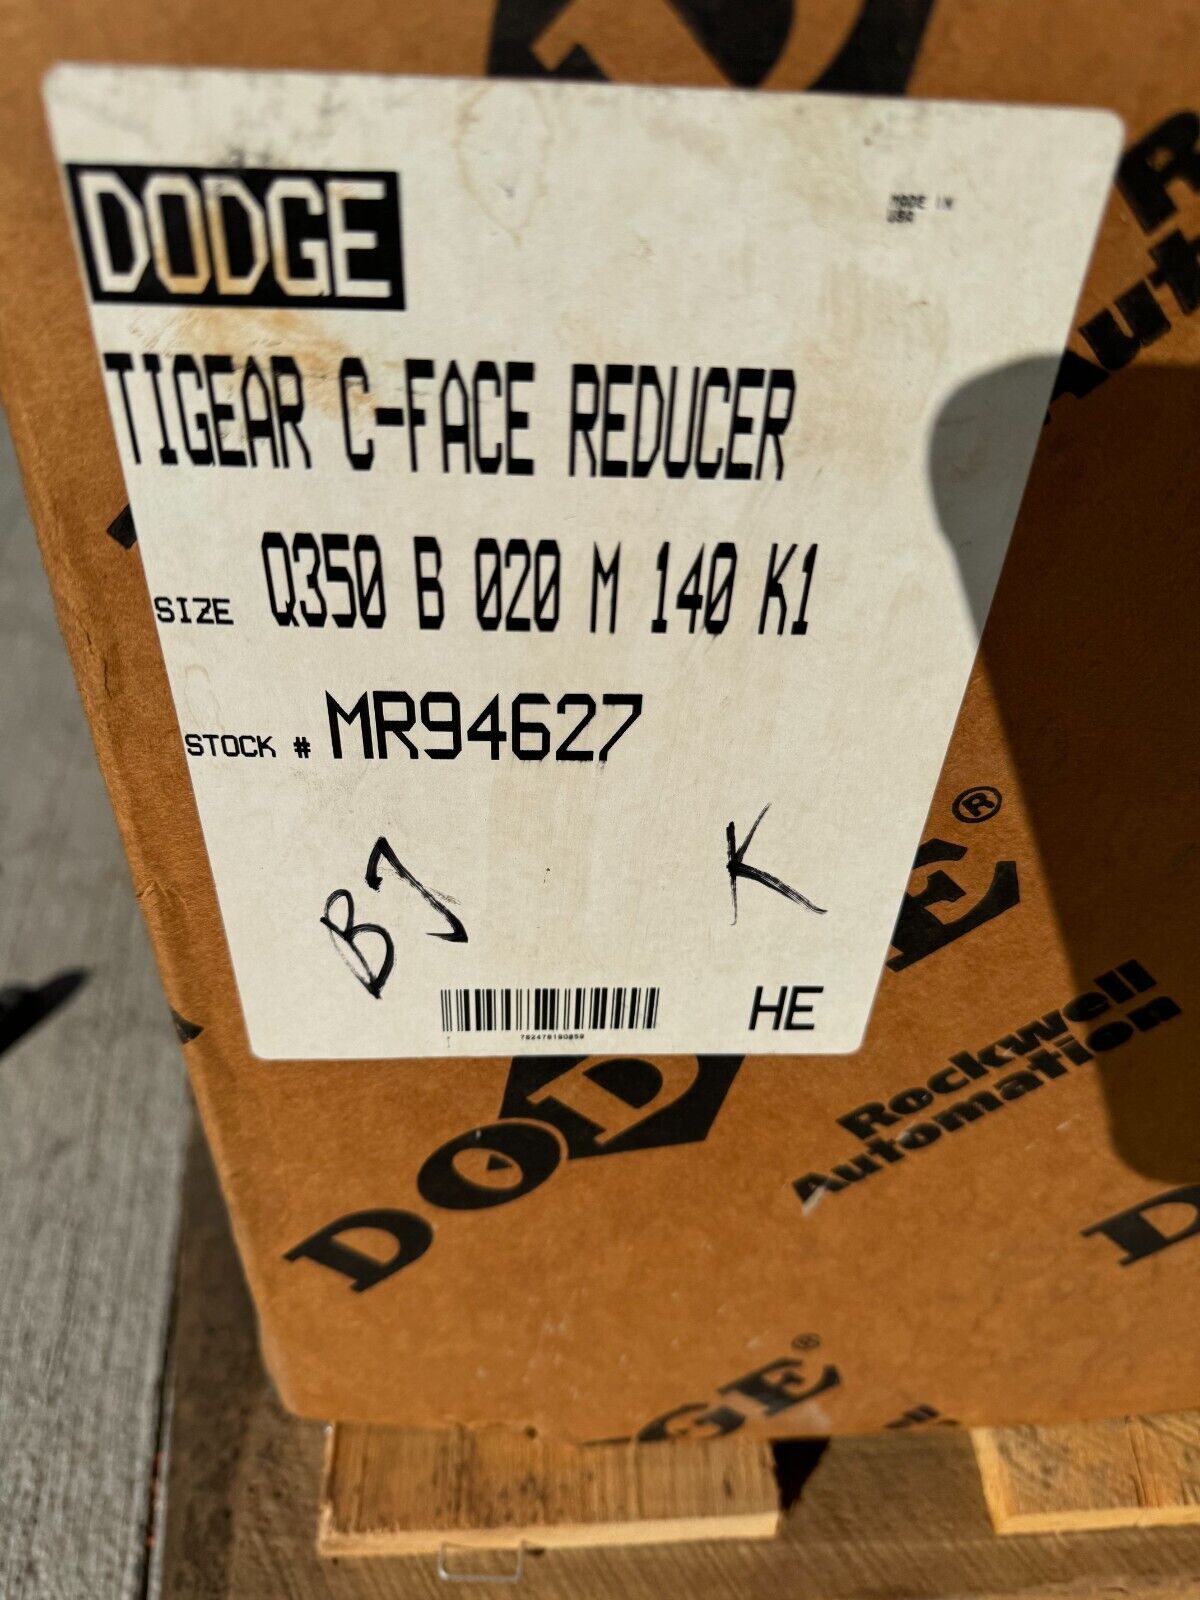 DODGE
MADE IN
USA
TIGEAR C-FACE REDUCER
SIZE Q350 B 020 M 140 K1
STOCK # MR94627
BJ K
HE
DODGE®
Rockwell
Automation
GE®